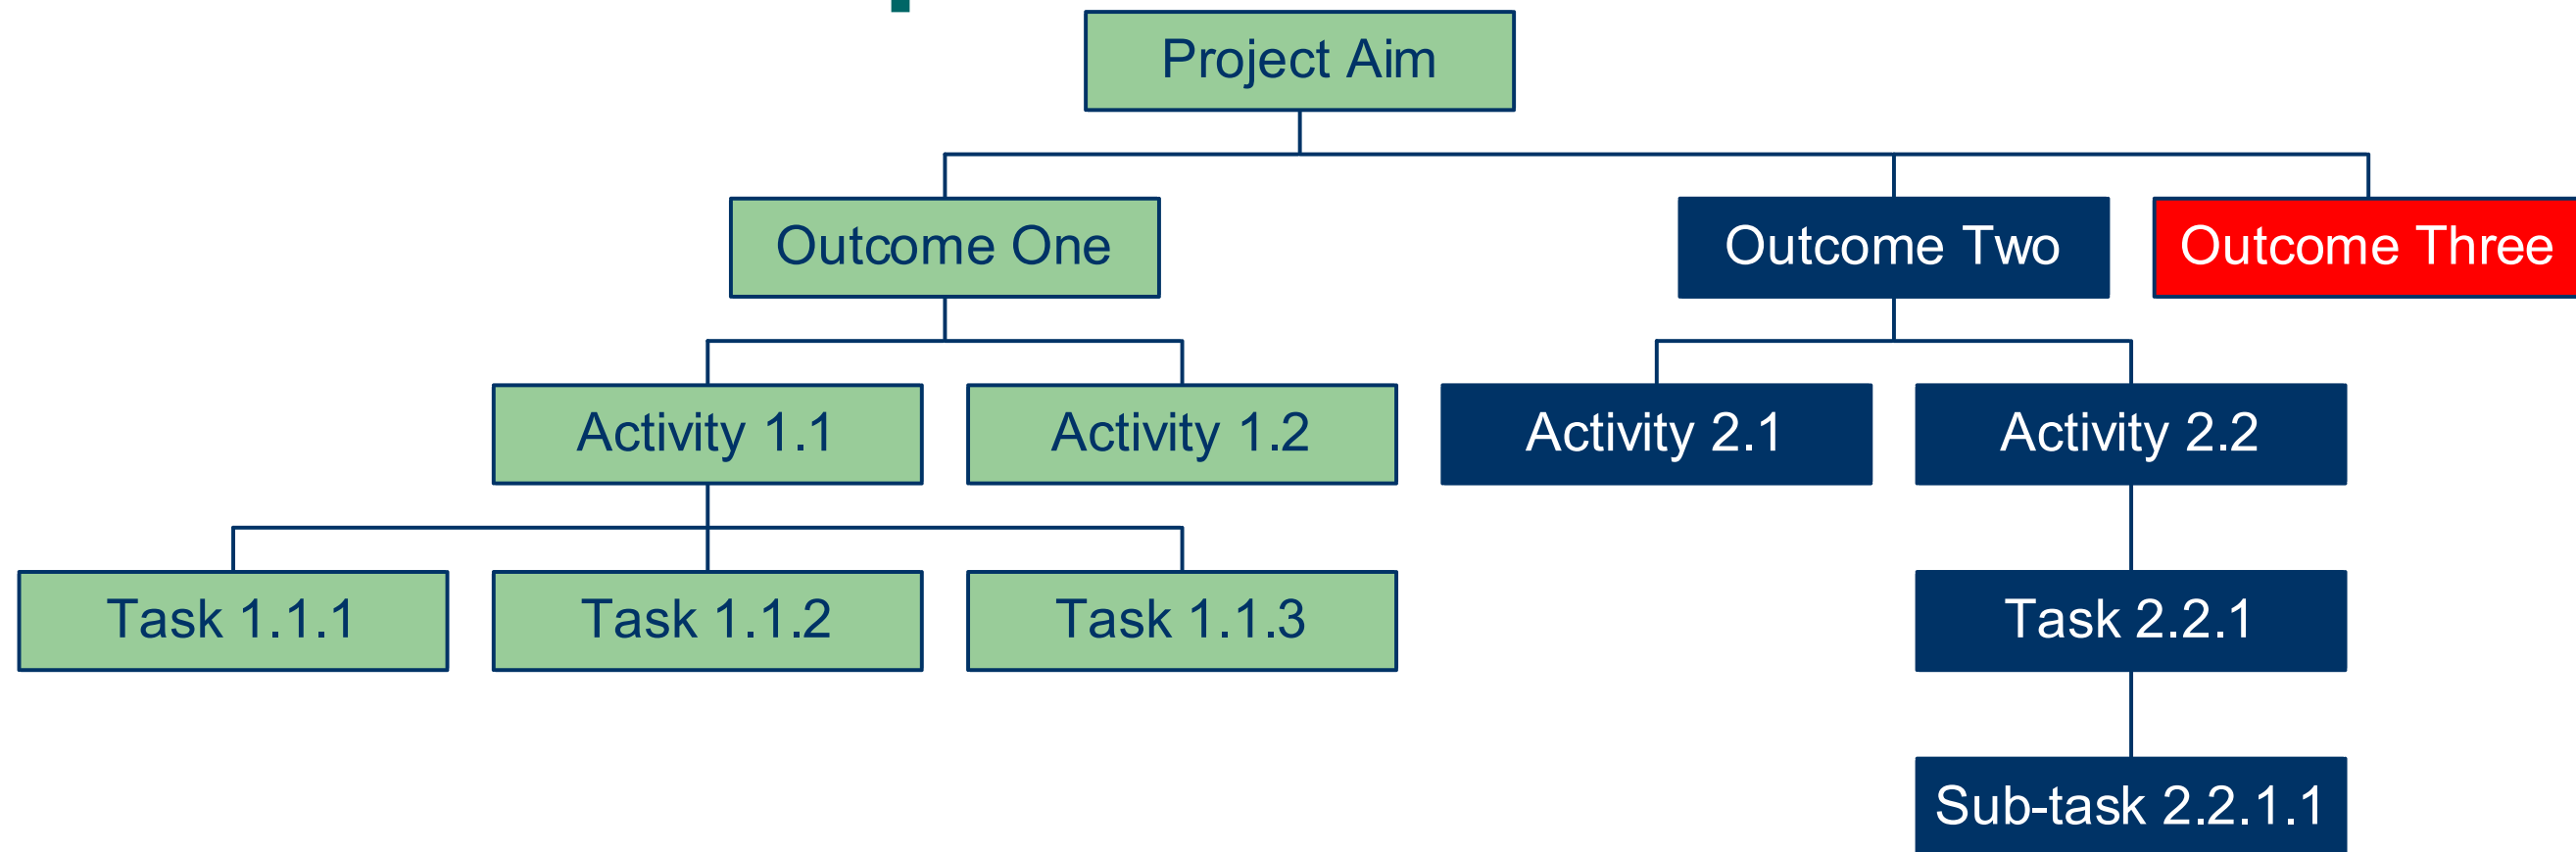 Project Aim
Outcome One
Outcome Two
Outcome Three
Activity 1.1
Activity 1.2
Activity 2.1
Activity 2.2
Task 1.1.1
Task 1.1.2
Task 1.1.3
Task 2.2.1
Sub-task 2.2.1.1